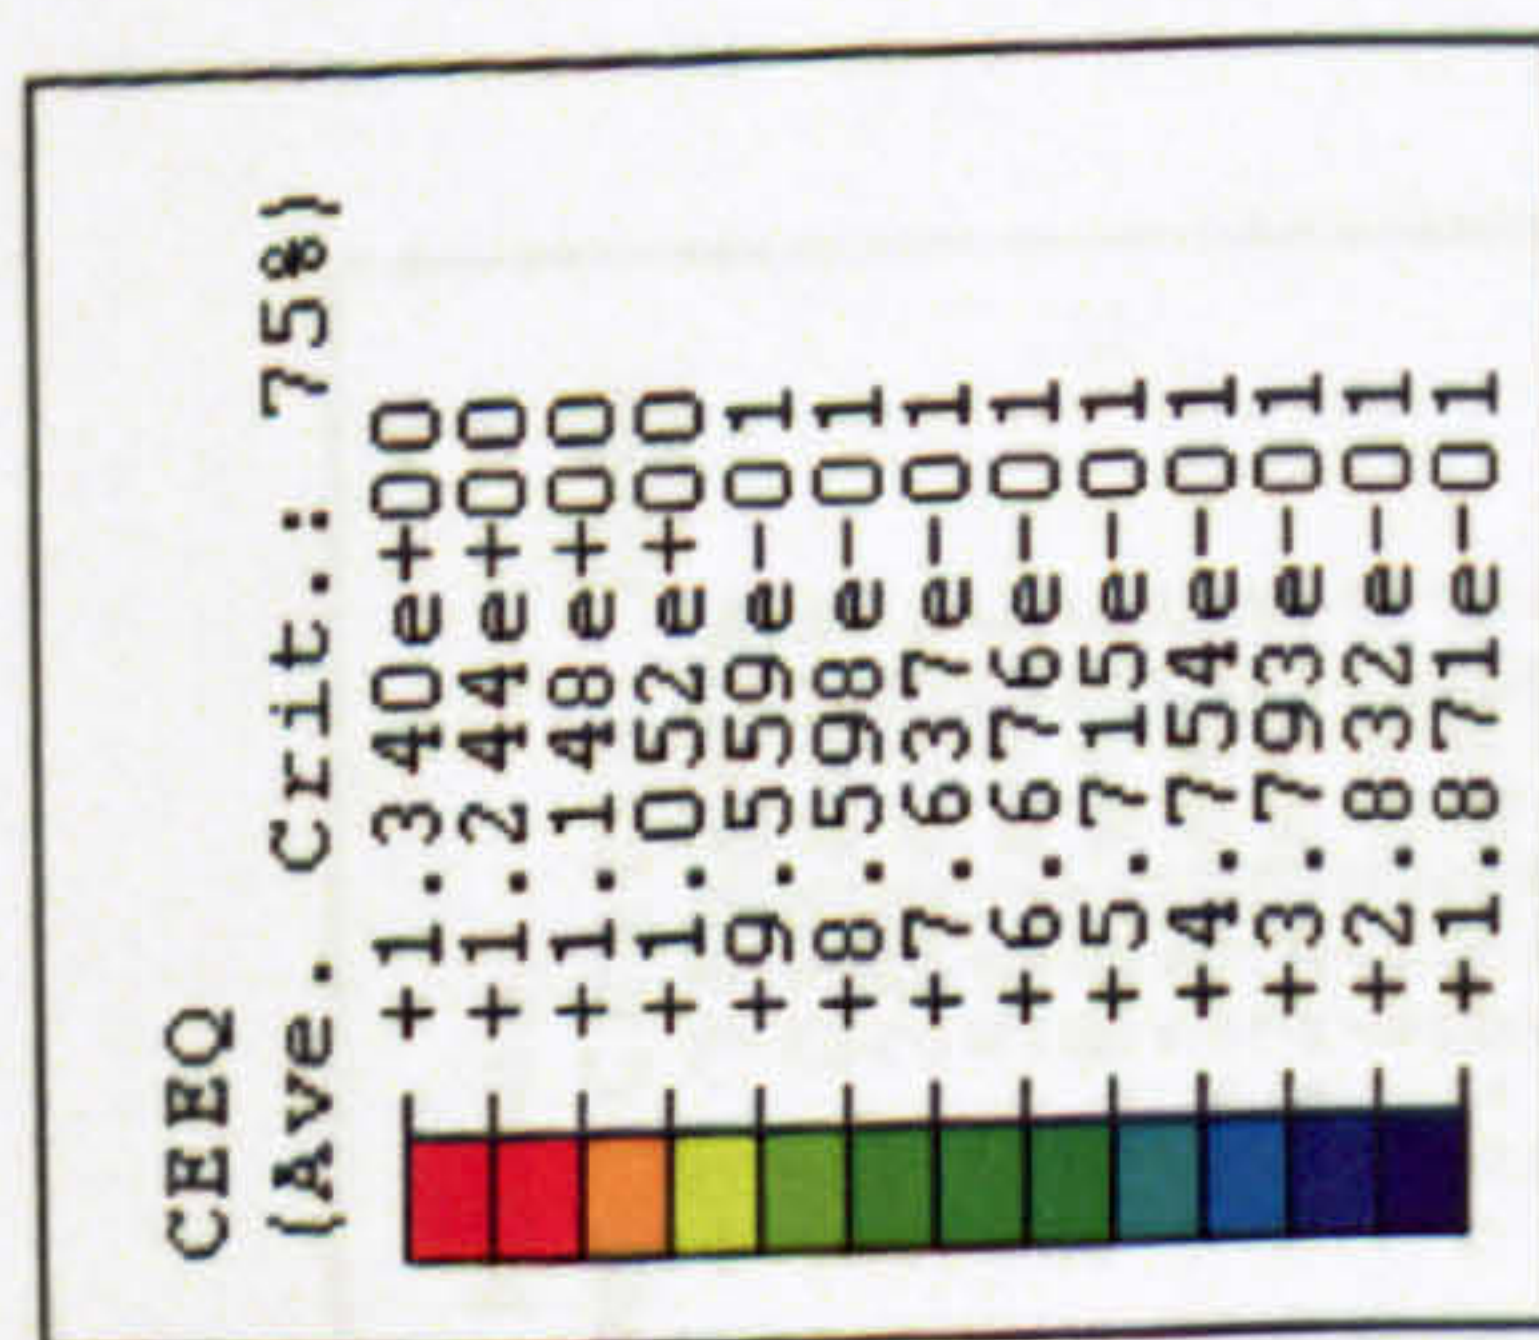 CEEQ
(Ave. Crit.: 75%)
+1.340e+00
+1.244e+00
+1.148e+00
+1.052e+00
+9.559e-01
+8.598e-01
+7.637e-01
+6.676e-01
+5.715e-01
+4.754e-01
+3.793e-01
+2.832e-01
+1.871e-01